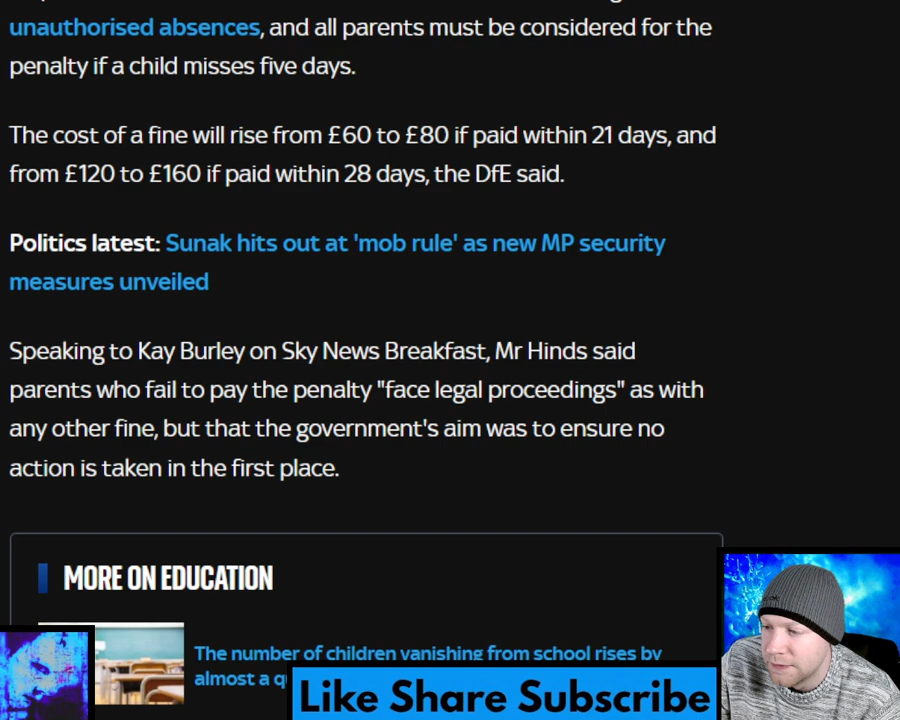 unauthorised absences, and all parents must be considered for the
penalty if a child misses five days.
The cost of a fine will rise from £60 to £80 if paid within 21 days, and
from £120 to £160 if paid within 28 days, the DfE said.
Politics latest: Sunak hits out at 'mob rule' as new MP security
measures unveiled
Speaking to Kay Burley on Sky News Breakfast, Mr Hinds said
parents who fail to pay the penalty "face legal proceedings" as with
any other fine, but that the government's aim was to ensure no
action is taken in the first place.
MORE ON EDUCATION
The number of children vanishing from school rises by
almost a
Like Share Subscribe